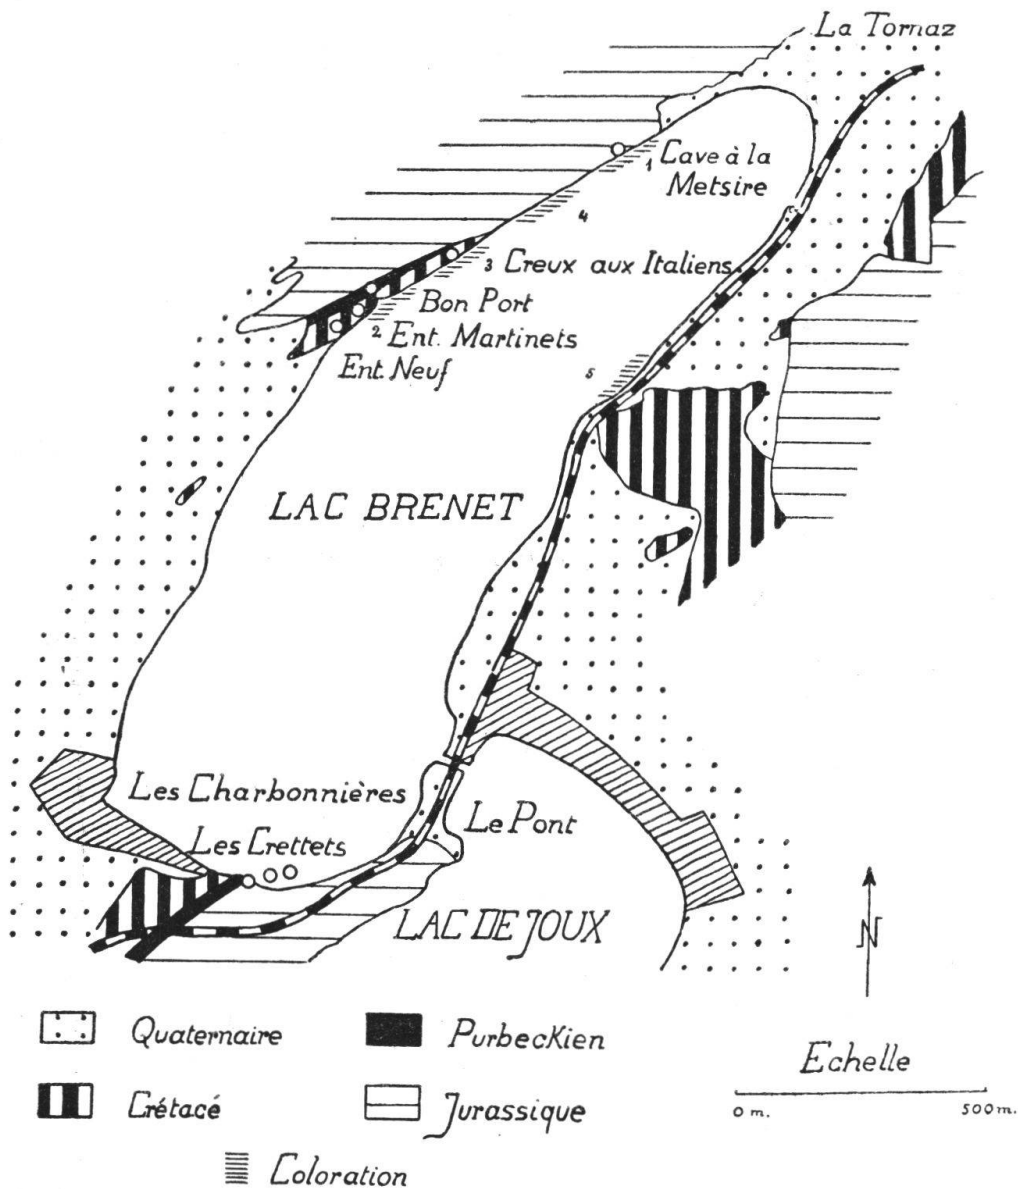 La Tornaz
1 Cave à la
Metsire
4
3 Creux aux Italiens
Bon Port
2 Ent. Martinets
Ent. Neuf
5
LAC BRENET
Les Charbonnières
Le Pont
Les Crettets
LAC DE JOUX
N
Quaternaire
Purbeckien
Echelle
Crétacé
Jurassique
0 m.
500 m.
Coloration